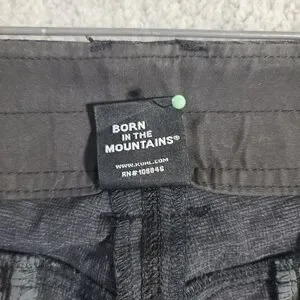 BORN
IN THE
MOUNTAINS®
WWW.KUHL.COM
RN#108846